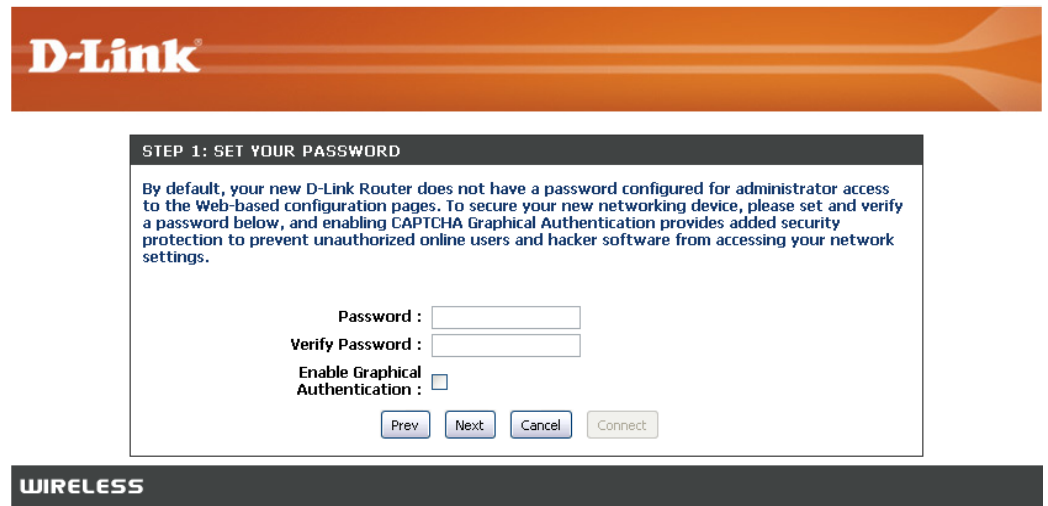 D-Link®
STEP 1: SET YOUR PASSWORD
By default, your new D-Link Router does not have a password configured for administrator access
to the Web-based configuration pages. To secure your new networking device, please set and verify
a password below, and enabling CAPTCHA Graphical Authentication provides added security
protection to prevent unauthorized online users and hacker software from accessing your network
settings.
Password :
Verify Password :
Enable Graphical
Authentication :
Prev Next Cancel Connect
WIRELESS